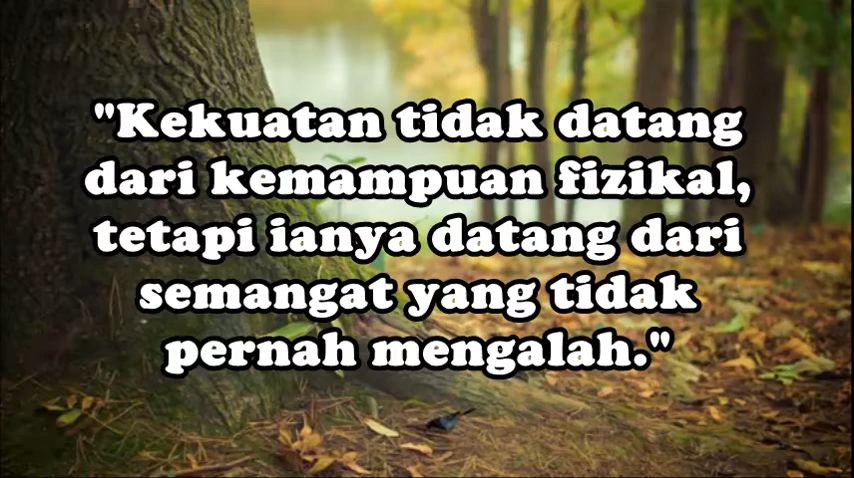 "Kekuatan tidak datang
dari kemampuan fizikal,
tetapi ianya datang dari
semangat yang tidak
pernah mengalah."